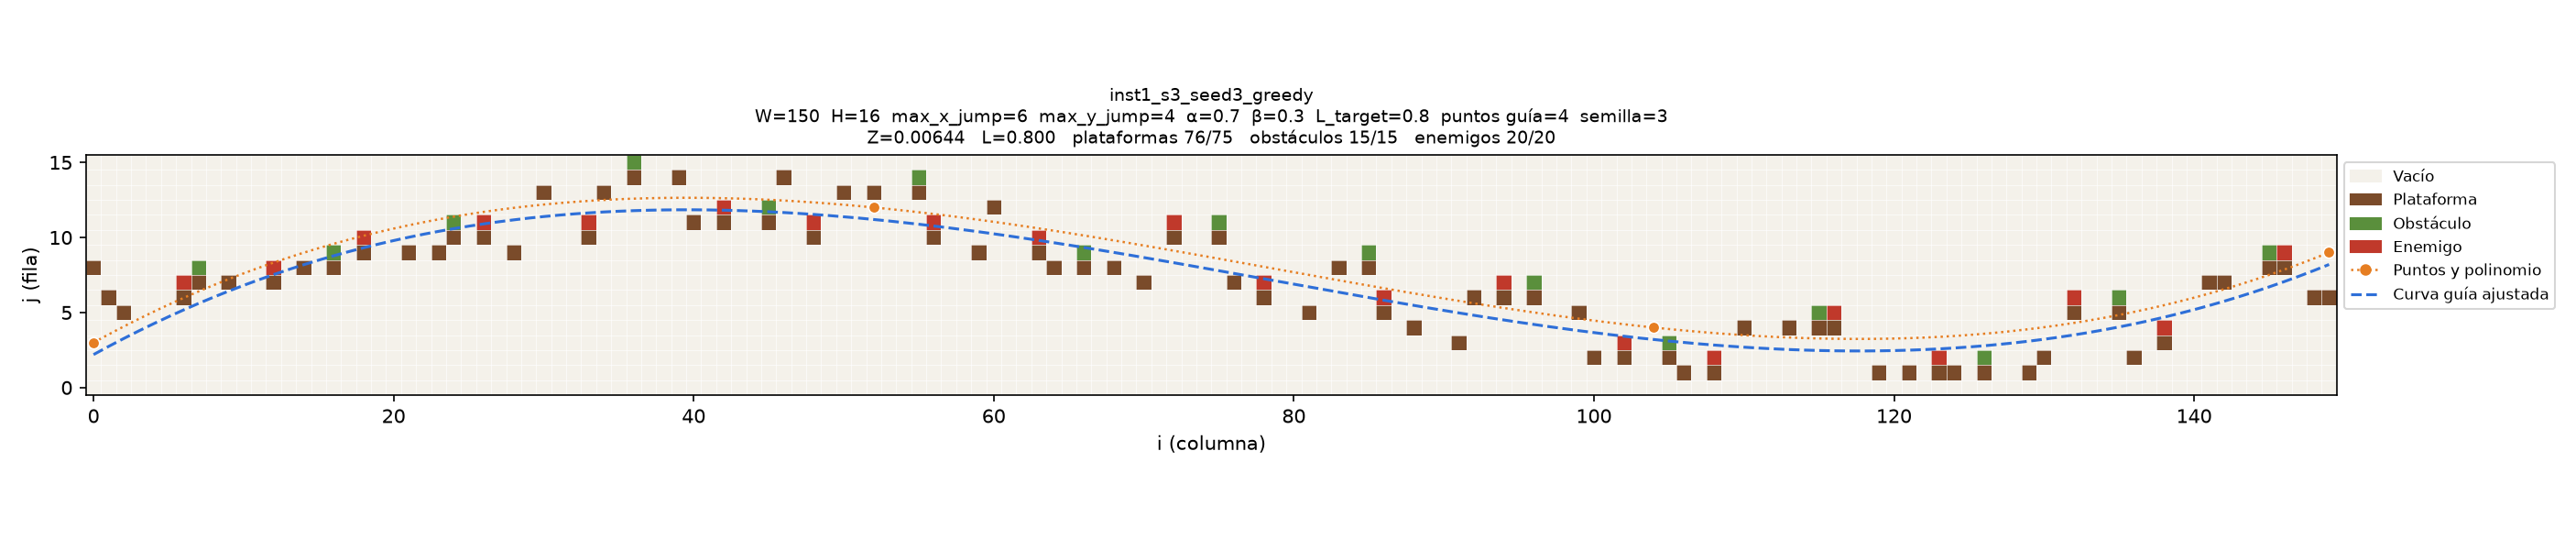 inst1_s3_seed3_greedy
W=150 H=16 max_x_jump=6 max_y_jump=4 α=0.7 β=0.3 L_target=0.8 puntos guía=4 semilla=3
Z=0.00644 L=0.800 plataformas 76/75 obstáculos 15/15 enemigos 20/20
j (fila)
15
10
5
0
0 20 40 60 80 100 120 140
i (columna)
Vacío
Plataforma
Obstáculo
Enemigo
Puntos y polinomio
Curva guía ajustada